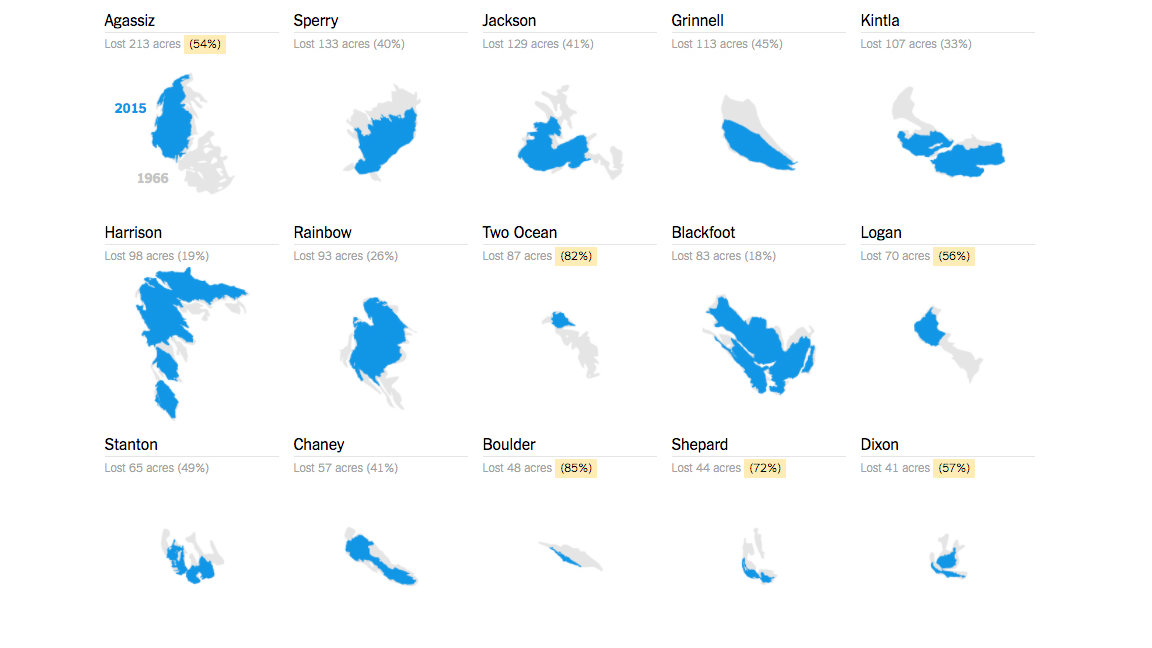 Agassiz
Lost 213 acres (54%)
Sperry
Lost 133 acres (40%)
Jackson
Lost 129 acres (41%)
Grinnell
Lost 113 acres (45%)
Kintla
Lost 107 acres (33%)
2015
1966
Harrison
Lost 98 acres (19%)
Rainbow
Lost 93 acres (26%)
Two Ocean
Lost 87 acres (82%)
Blackfoot
Lost 83 acres (18%)
Logan
Lost 70 acres (56%)
Stanton
Lost 65 acres (49%)
Chaney
Lost 57 acres (41%)
Boulder
Lost 48 acres (85%)
Shepard
Lost 44 acres (72%)
Dixon
Lost 41 acres (57%)